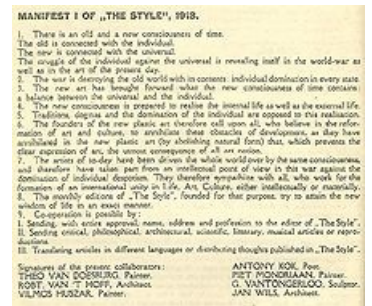 MANIFEST I OF „THE STYLE", 1918.
1. There is an old and a new consciousness of time.
The old is connected with the individual.
The new is connected with the universal.
The struggle of the individual against the universal is revealing itself in the world-war as
well as in the art of the present day.
2. The war is destroying the old world with its contents: individual domination in every state.
3. The new art has brought forward what the new consciousness of time contains:
a balance between the universal and the individual.
4. The new consciousness is prepared to realise the internal life as well as the external life.
5. Traditions, dogmas and the domination of the individual are opposed to this realisation.
6. The founders of the new plastic art therefore call upon all, who believe in the refor-
mation of art and culture, to annihilate these obstacles of development, as they have
annihilated in the new plastic art (by abolishing natural form) that, which prevents the
clear expression of art, the utmost consequence of all art notion.
7. The artists of to-day have been driven the whole world over by the same consciousness,
and therefore have taken part from an intellectual point of view in this war against the
domination of individual despotism. They therefore sympathise with all, who work for the
formation of an international unity in Life, Art, Culture, either intellectually or materially.
8. The monthly editions of „The Style", founded for that purpose, try to attain the new
wisdom of life in an exact manner.
9. Co-operation is possible by:
I. Sending, with entire approval, name, address and profession to the editor of „The Style".
II. Sending critical, philosophical, architectural, scientific, literary, musical articles or repro-
ductions.
III. Translating articles in different languages or distributing thoughts published in „The Style".
Signatures of the present collaborators:
THEO VAN DOESBURG, Painter.
ROBT. VAN 'T HOFF, Architect.
VILMOS HUSZAR, Painter.
ANTONY KOK, Poet.
PIET MONDRIAAN, Painter.
G. VANTONGERLOO, Sculptor.
JAN WILS, Architect.